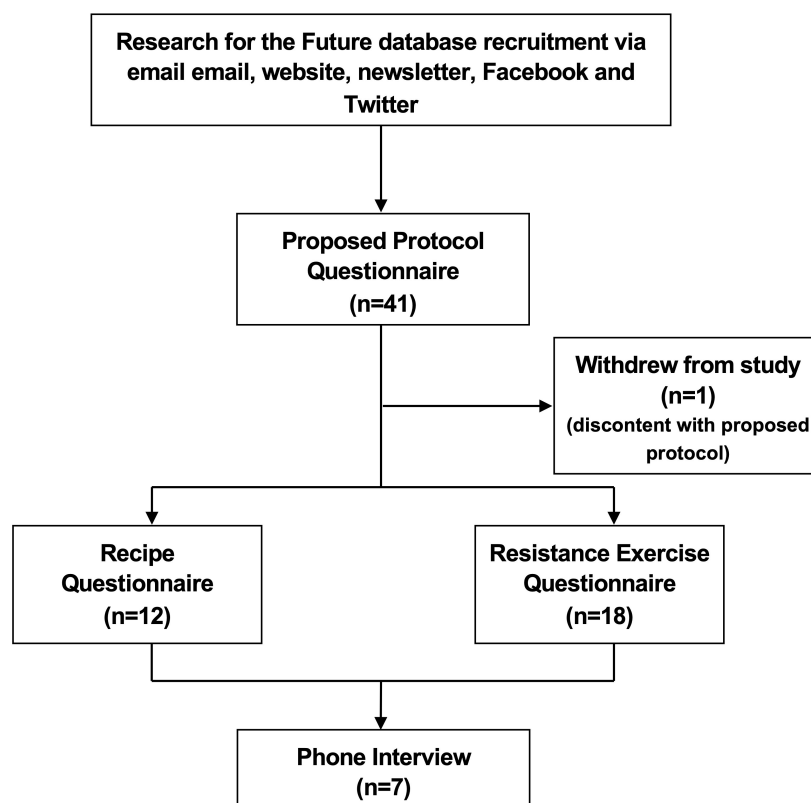 Research for the Future database recruitment via
email email, website, newsletter, Facebook and
Twitter
Proposed Protocol
Questionnaire
(n=41)
Withdrew from study
(n=1)
(discontent with proposed
protocol)
Recipe
Questionnaire
(n=12)
Resistance Exercise
Questionnaire
(n=18)
Phone Interview
(n=7)